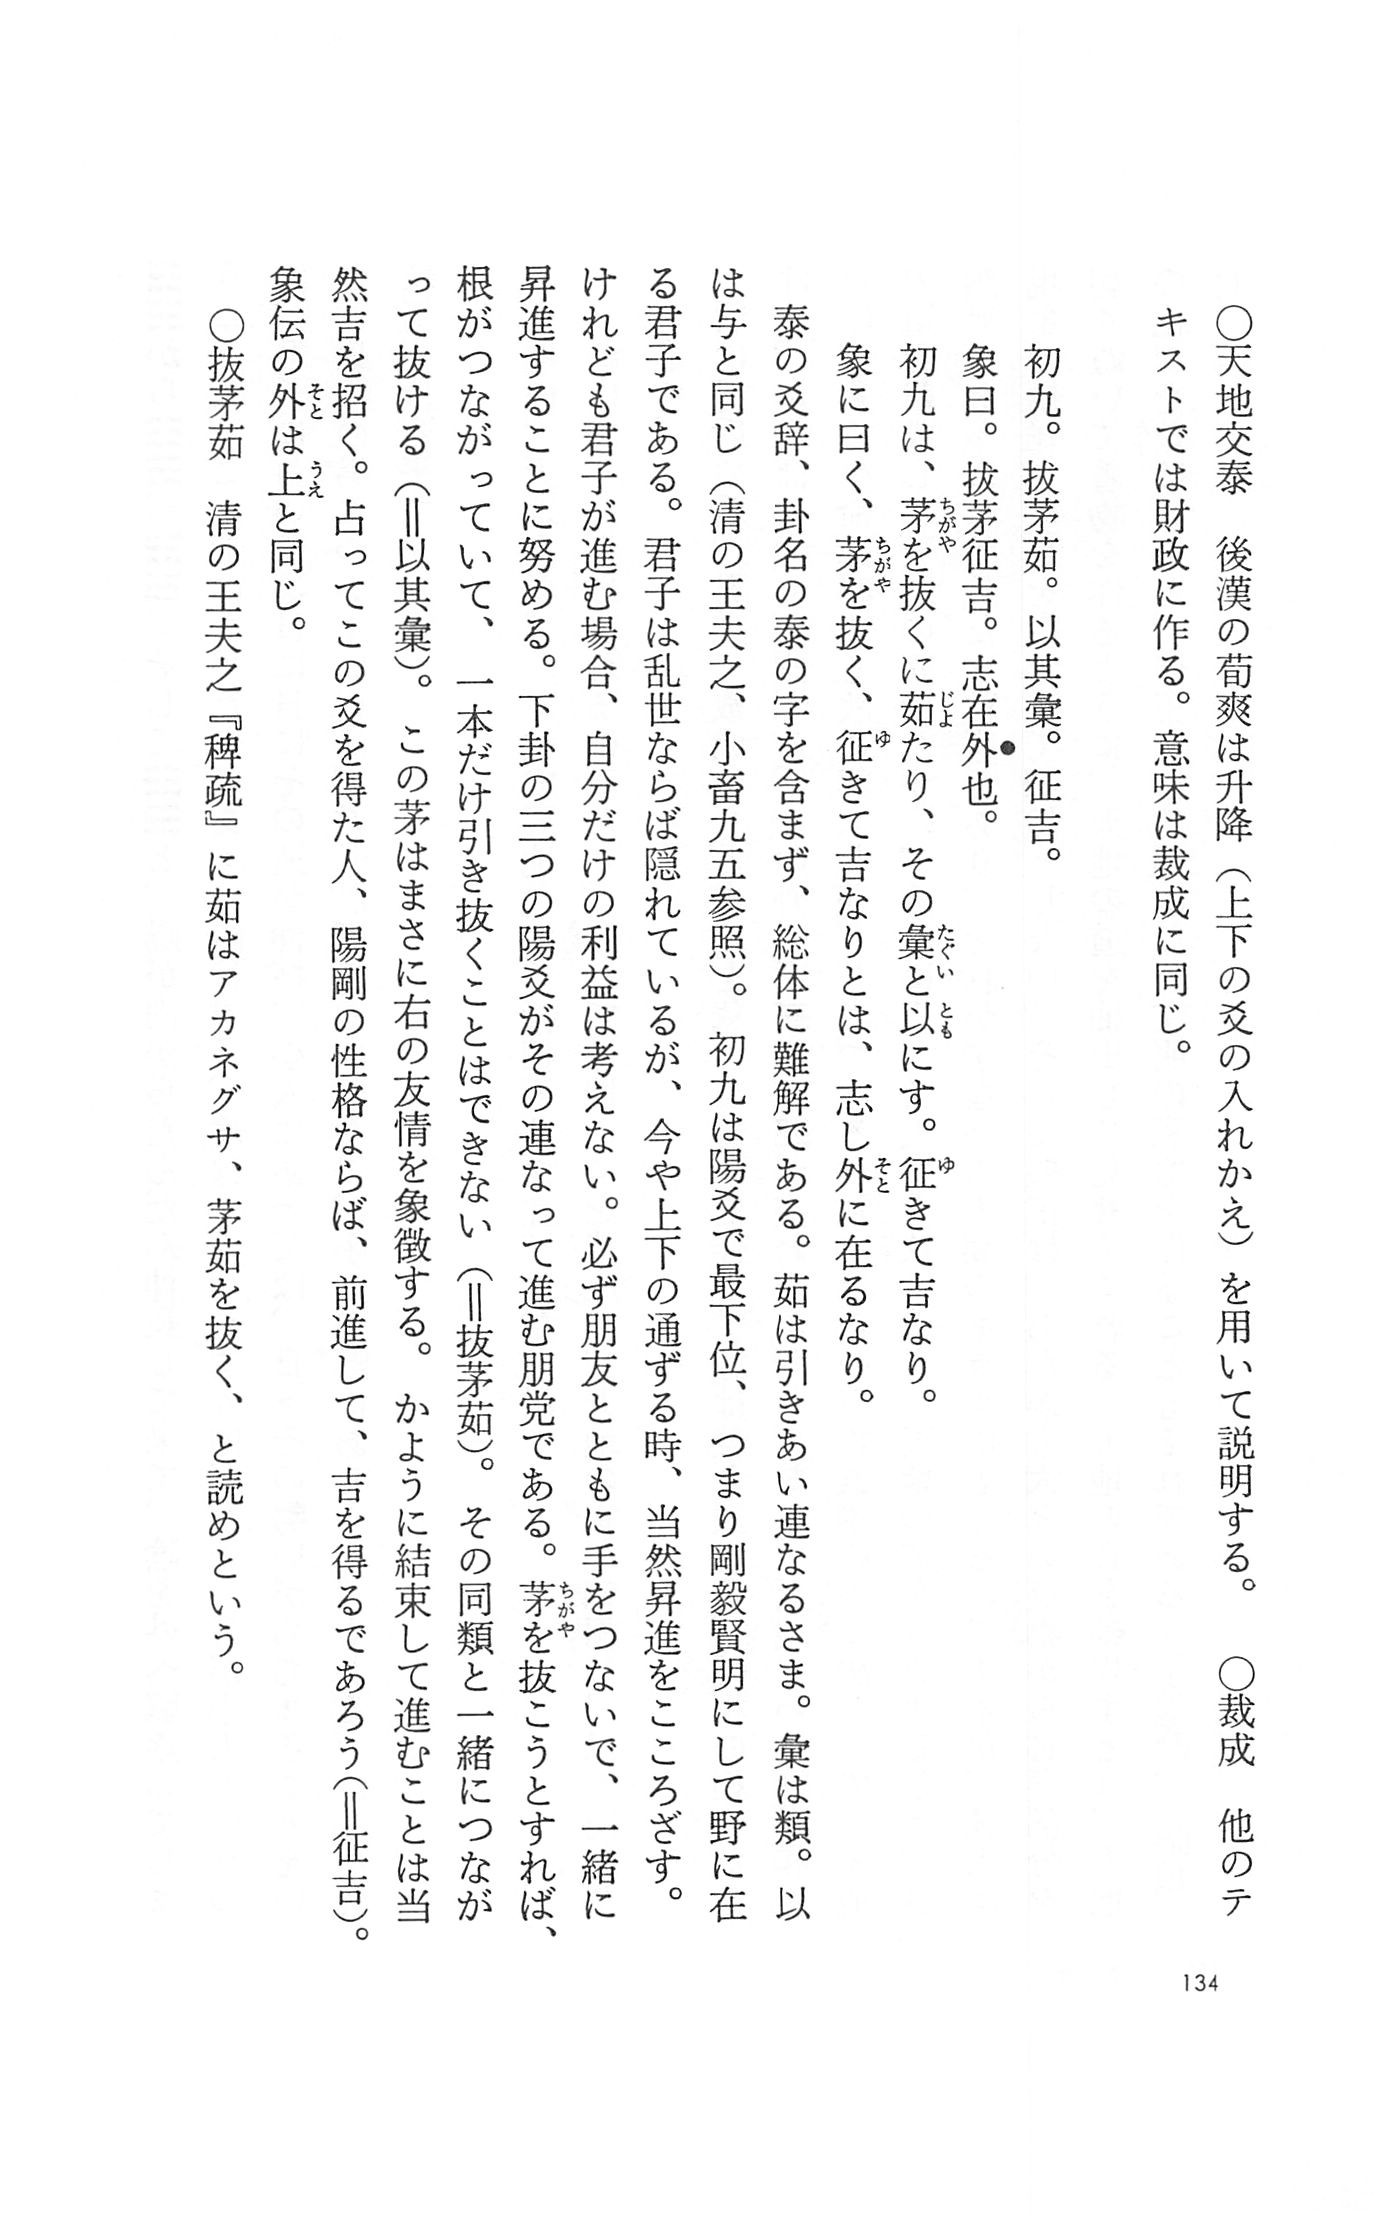 ○天地交泰　後漢の荀爽は升降（上下の爻の入れかえ）を用いて説明する。　○裁成　他のテ
キストでは財政に作る。意味は裁成に同じ。
初九。拔茅茹。以其彙。征吉。
象曰。拔茅征吉。志在外也。
初九は、茅を抜くに茹たり、その彙と以にす。征きて吉なり。
象に曰く、茅を抜く、征きて吉なりとは、志し外に在るなり。
泰の爻辞、卦名の泰の字を含まず、総体に難解である。茹は引きあい連なるさま。彙は類。以
は与と同じ（清の王夫之、小畜九五参照）。初九は陽爻で最下位、つまり剛毅賢明にして野に在
る君子である。君子は乱世ならば隠れているが、今や上下の通ずる時、当然昇進をこころざす。
けれども君子が進む場合、自分だけの利益は考えない。必ず朋友とともに手をつないで、一緒に
昇進することに努める。下卦の三つの陽爻がその連なって進む朋党である。茅を抜こうとすれば、
根がつながっていて、一本だけ引き抜くことはできない（＝抜茅茹）。その同類と一緒につなが
って抜ける（＝以其彙）。この茅はまさに右の友情を象徴する。かように結束して進むことは当
然吉を招く。占ってこの爻を得た人、陽剛の性格ならば、前進して、吉を得るであろう（＝征吉）。
象伝の外は上と同じ。
○抜茅茹　清の王夫之『稗疏』に茹はアカネグサ、茅茹を抜く、と読めという。
134